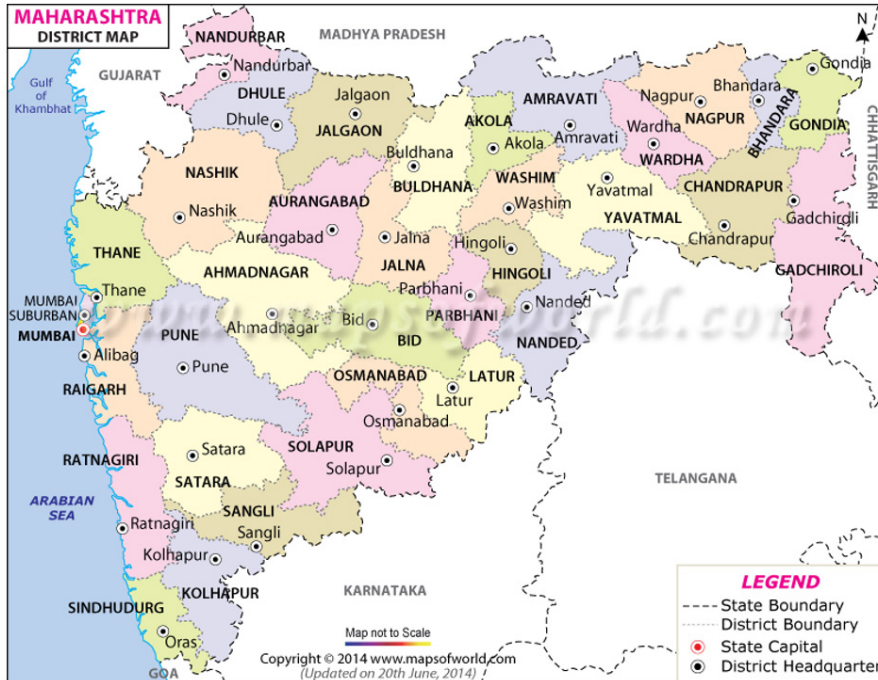 MAHARASHTRA
DISTRICT MAP
MADHYA PRADESH
N
NANDURBAR
Nandurbar
GUJARAT
Gulf
of
Khambhat
DHULE
Dhule
Jalgaon
JALGAON
AKOLA
Akola
AMRAVATI
Amravati
Nagpur
NAGPUR
Bhandara
BHANDARA
Gondia
GONDIA
CHHATTISGARH
Wardha
WARDHA
Buldhana
BULDHANA
WASHIM
Washim
Yavatmal
YAVATMAL
CHANDRAPUR
Chandrapur
Gadchirdli
GADCHIROLI
NASHIK
Nashik
AURANGABAD
Aurangabad
Jalna
JALNA
Hingoli
HINGOLI
THANE
Thane
AHMADNAGAR
Ahmadnagar
Parbhani
PARBHANI
Nanded
NANDED
MUMBAI
SUBURBAN
MUMBAI
www.mapsofworld.com
PUNE
Pune
Bid
BID
Alibag
RAIGARH
OSMANABAD
Osmanabad
LATUR
Latur
RATNAGIRI
Ratnagiri
Satara
SATARA
SOLAPUR
Solapur
TELANGANA
ARABIAN
SEA
SANGLI
Sangli
Kolhapur
KOLHAPUR
KARNATAKA
SINDHUDURG
Oras
GOA
Map not to Scale
Copyright © 2014 www.mapsofworld.com
(Updated on 20th June, 2014)
LEGEND
State Boundary
District Boundary
State Capital
District Headquarter